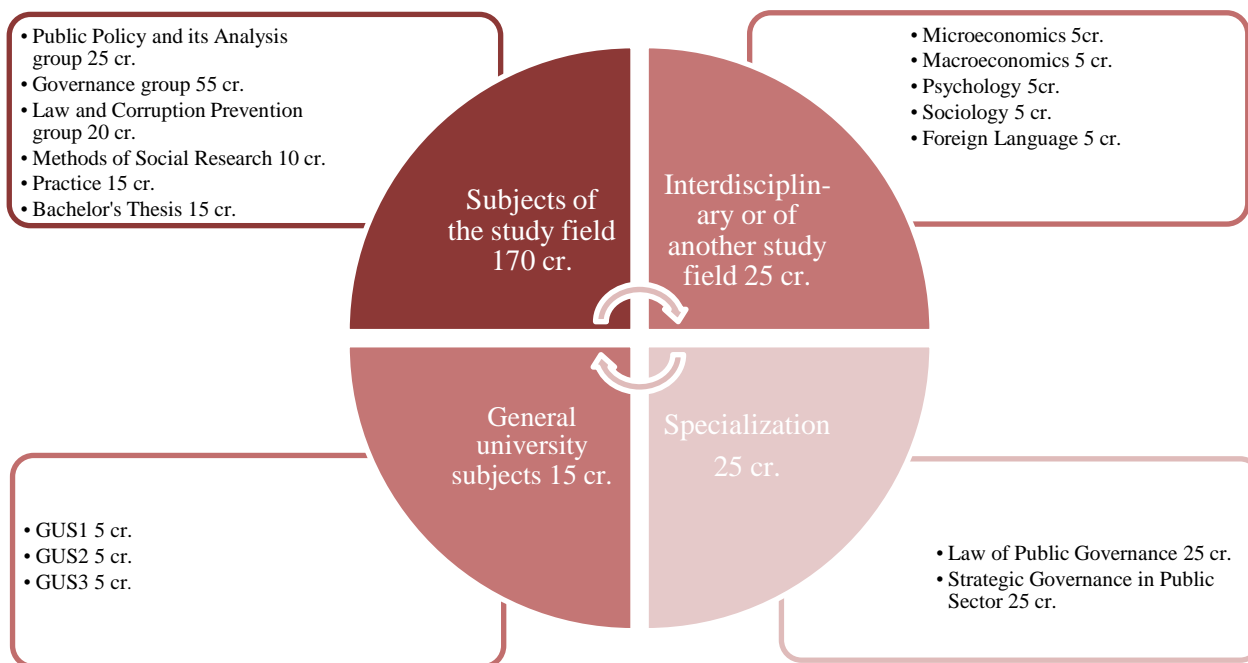 • Public Policy and its Analysis
group 25 cr.
• Governance group 55 cr.
• Law and Corruption Prevention
group 20 cr.
• Methods of Social Research 10 cr.
• Practice 15 cr.
• Bachelor's Thesis 15 cr.
• Microeconomics 5cr.
• Macroeconomics 5 cr.
• Psychology 5cr.
• Sociology 5 cr.
• Foreign Language 5 cr.
Subjects of
the study field
170 cr.
Interdisciplin-
ary or of
another study
field 25 cr.
General
university
subjects 15 cr.
Specialization
25 cr.
• GUS1 5 cr.
• GUS2 5 cr.
• GUS3 5 cr.
• Law of Public Governance 25 cr.
• Strategic Governance in Public
Sector 25 cr.